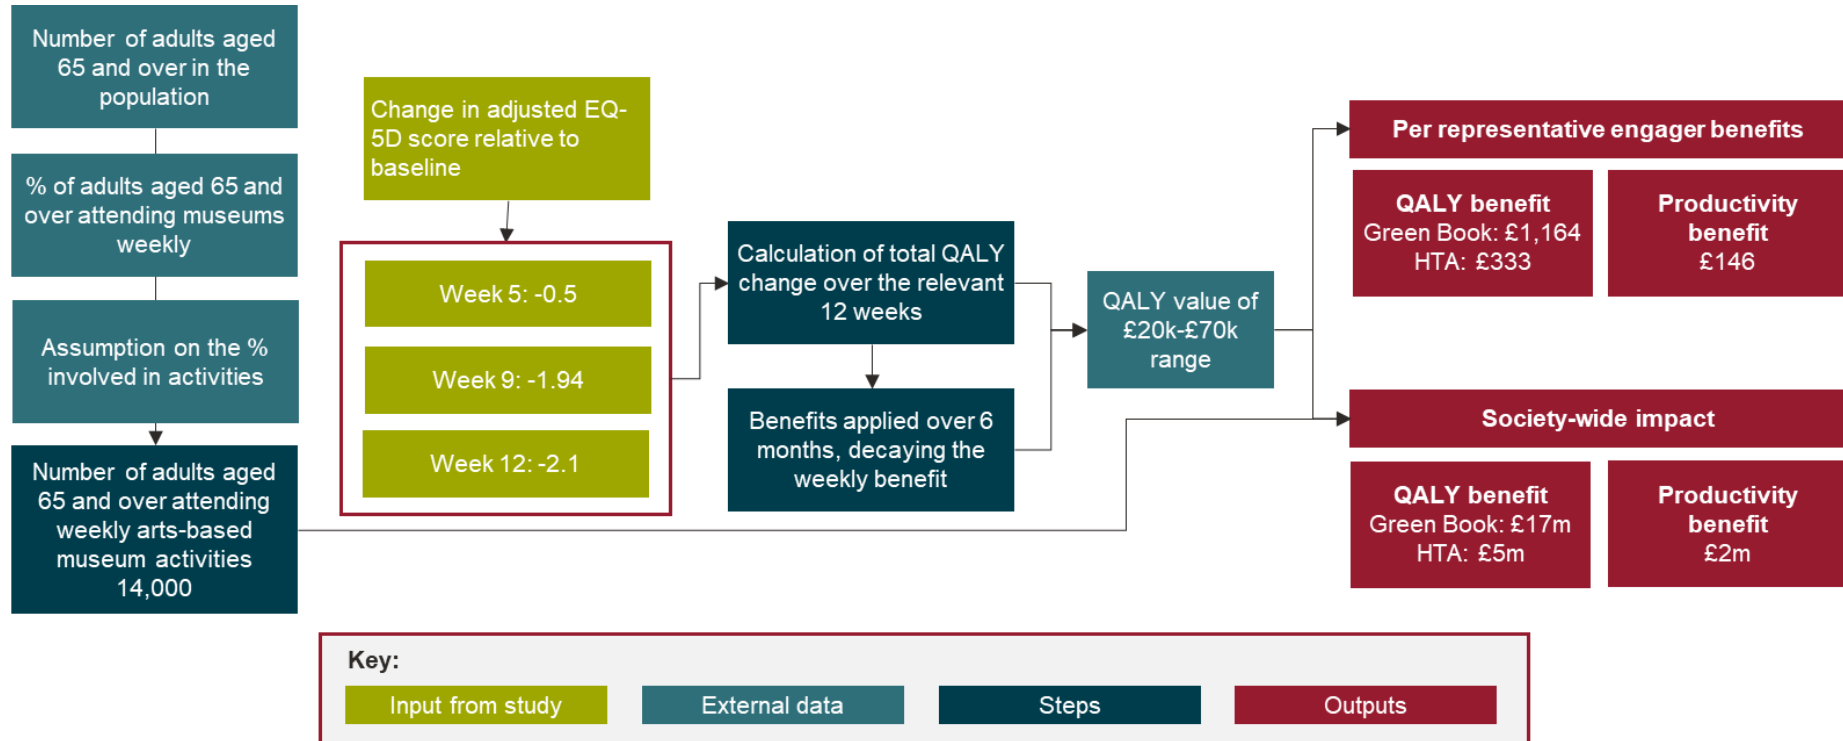 Number of adults aged
65 and over in the
population
% of adults aged 65 and
over attending museums
weekly
Assumption on the %
involved in activities
Number of adults aged
65 and over attending
weekly arts-based
museum activities
14,000
Change in adjusted EQ-
5D score relative to
baseline
Week 5: -0.5
Week 9: -1.94
Week 12: -2.1
Calculation of total QALY
change over the relevant
12 weeks
Benefits applied over 6
months, decaying the
weekly benefit
QALY value of
£20k-£70k
range
Per representative engager benefits
QALY benefit
Green Book: £1,164
HTA: £333
Productivity
benefit
£146
Society-wide impact
QALY benefit
Green Book: £17m
HTA: £5m
Productivity
benefit
£2m
Key:
Input from study
External data
Steps
Outputs